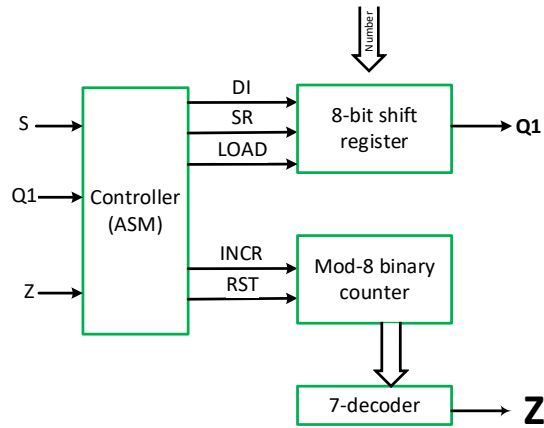 Number
DI
SR
LOAD
8-bit shift
register
Q1
S
Q1
Z
Controller
(ASM)
INCR
RST
Mod-8 binary
counter
7-decoder
Z